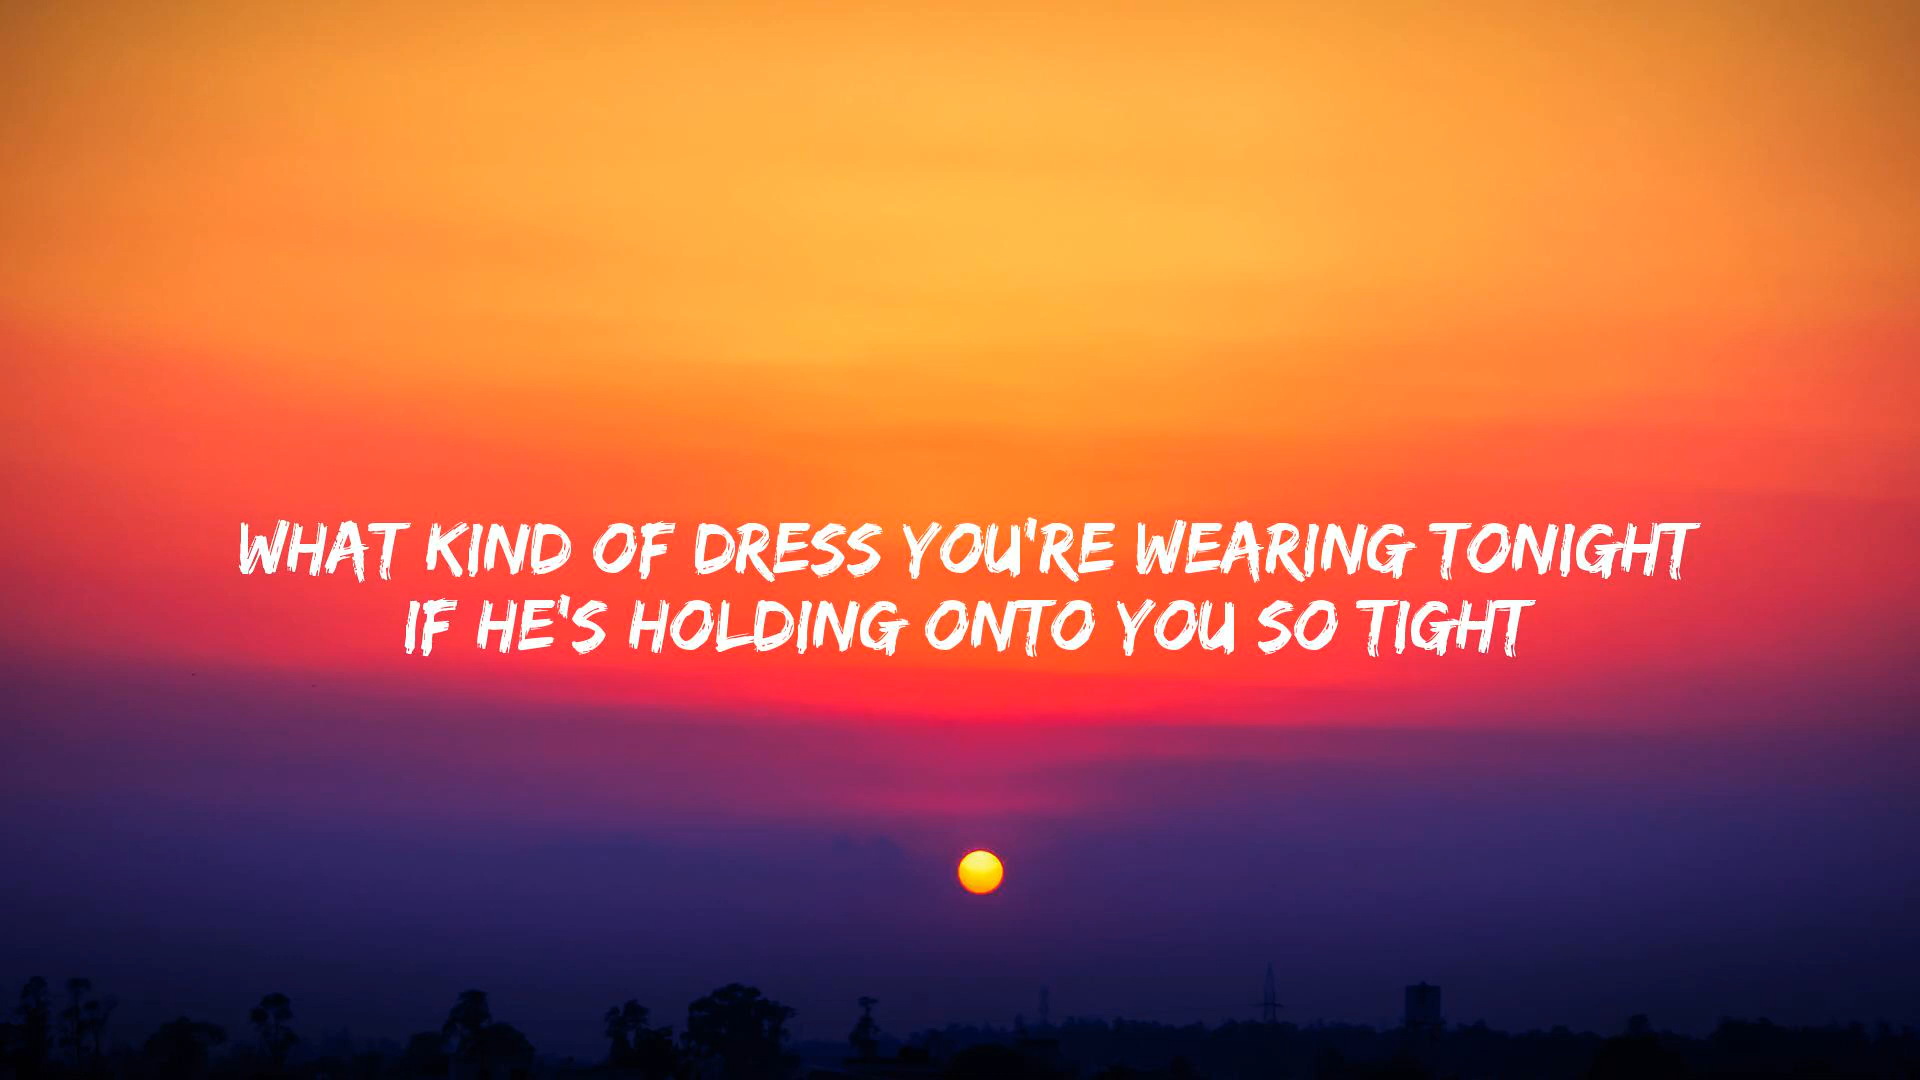 WHAT KIND OF DRESS YOU'RE WEARING TONIGHT
IF HE'S HOLDING ONTO YOU SO TIGHT